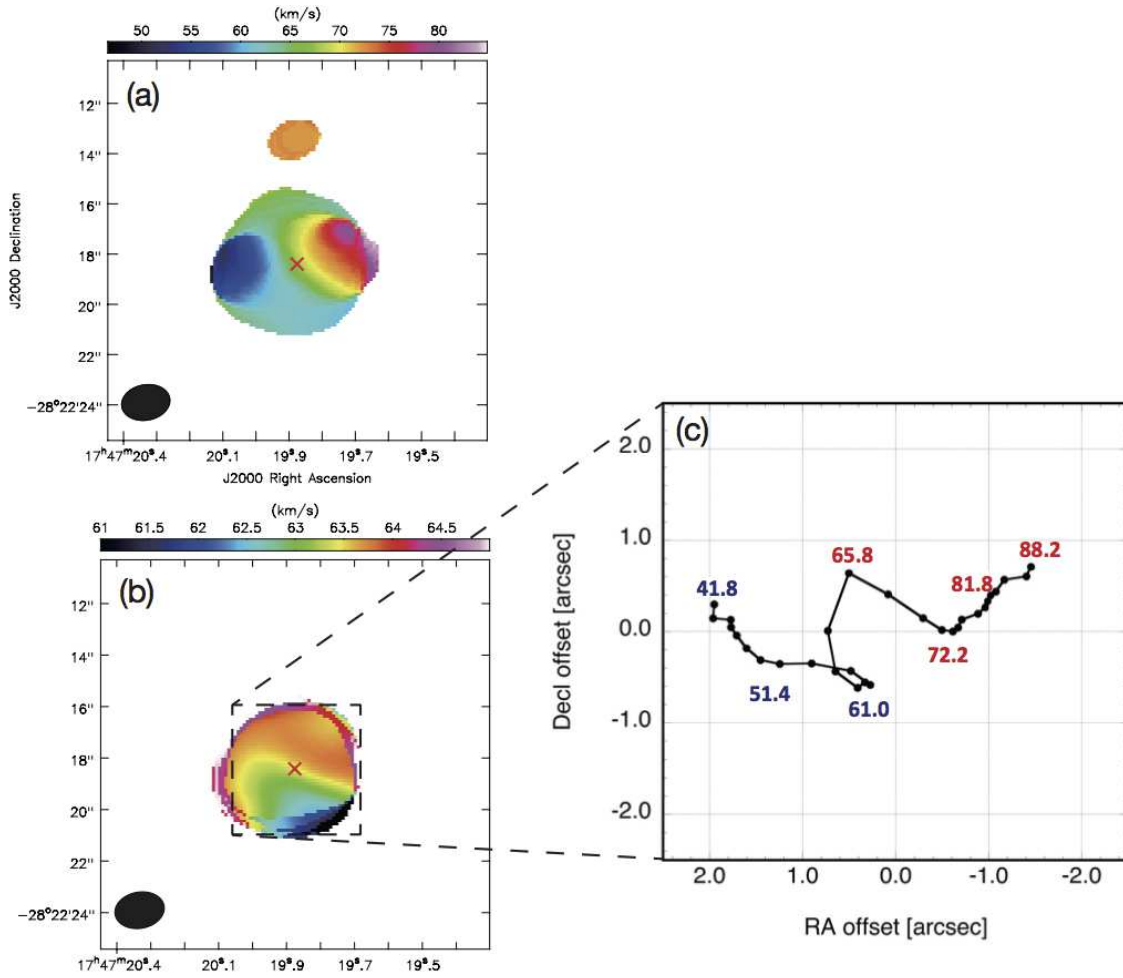 (km/s)
50 55 60 65 70 75 80
(a)
12"
14"
16"
18"
20"
22"
−28°22'24"
J2000 Declination
17ʰ47ᵐ20ˢ.4 20ˢ.1 19ˢ.9 19ˢ.7 19ˢ.5
J2000 Right Ascension
(km/s)
61 61.5 62 62.5 63 63.5 64 64.5
(b)
12"
14"
16"
18"
20"
22"
−28°22'24"
17ʰ47ᵐ20ˢ.4 20ˢ.1 19ˢ.9 19ˢ.7 19ˢ.5
(c)
2.0
1.0
0.0
-1.0
-2.0
Decl offset [arcsec]
41.8
51.4
61.0
65.8
72.2
81.8
88.2
2.0 1.0 0.0 -1.0 -2.0
RA offset [arcsec]